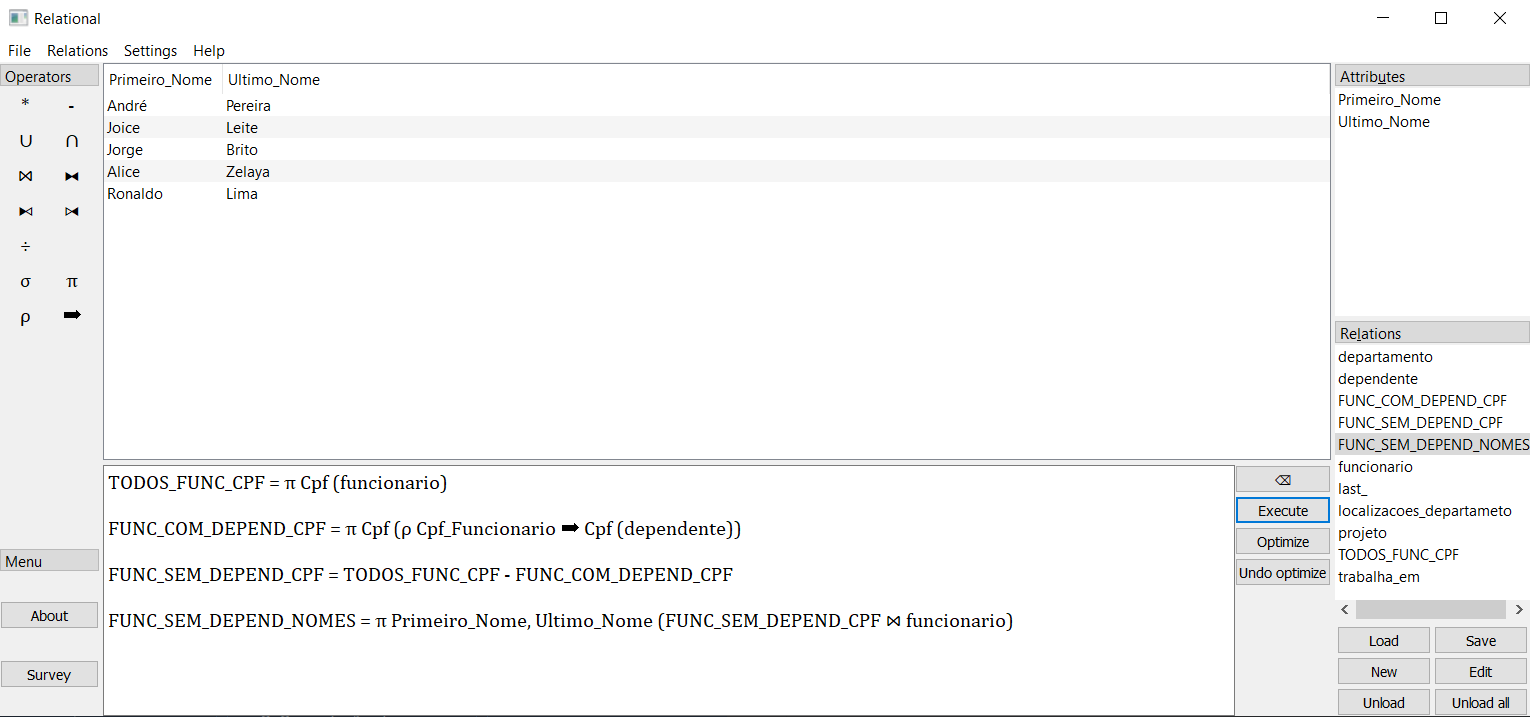 Relational
File Relations Settings Help
Operators
* -
∪ ∩
⋈ ⧓
⧑ ⧒
÷
σ π
ρ ➡
Menu
About
Survey
Primeiro_Nome Ultimo_Nome
André Pereira
Joice Leite
Jorge Brito
Alice Zelaya
Ronaldo Lima
TODOS_FUNC_CPF = π Cpf (funcionario)
FUNC_COM_DEPEND_CPF = π Cpf (ρ Cpf_Funcionario ➡ Cpf (dependente))
FUNC_SEM_DEPEND_CPF = TODOS_FUNC_CPF - FUNC_COM_DEPEND_CPF
FUNC_SEM_DEPEND_NOMES = π Primeiro_Nome, Ultimo_Nome (FUNC_SEM_DEPEND_CPF ⋈ funcionario)
⌫
Execute
Optimize
Undo optimize
Attributes
Primeiro_Nome
Ultimo_Nome
Relations
departamento
dependente
FUNC_COM_DEPEND_CPF
FUNC_SEM_DEPEND_CPF
FUNC_SEM_DEPEND_NOMES
funcionario
last_
localizacoes_departameto
projeto
TODOS_FUNC_CPF
trabalha_em
Load Save
New Edit
Unload Unload all